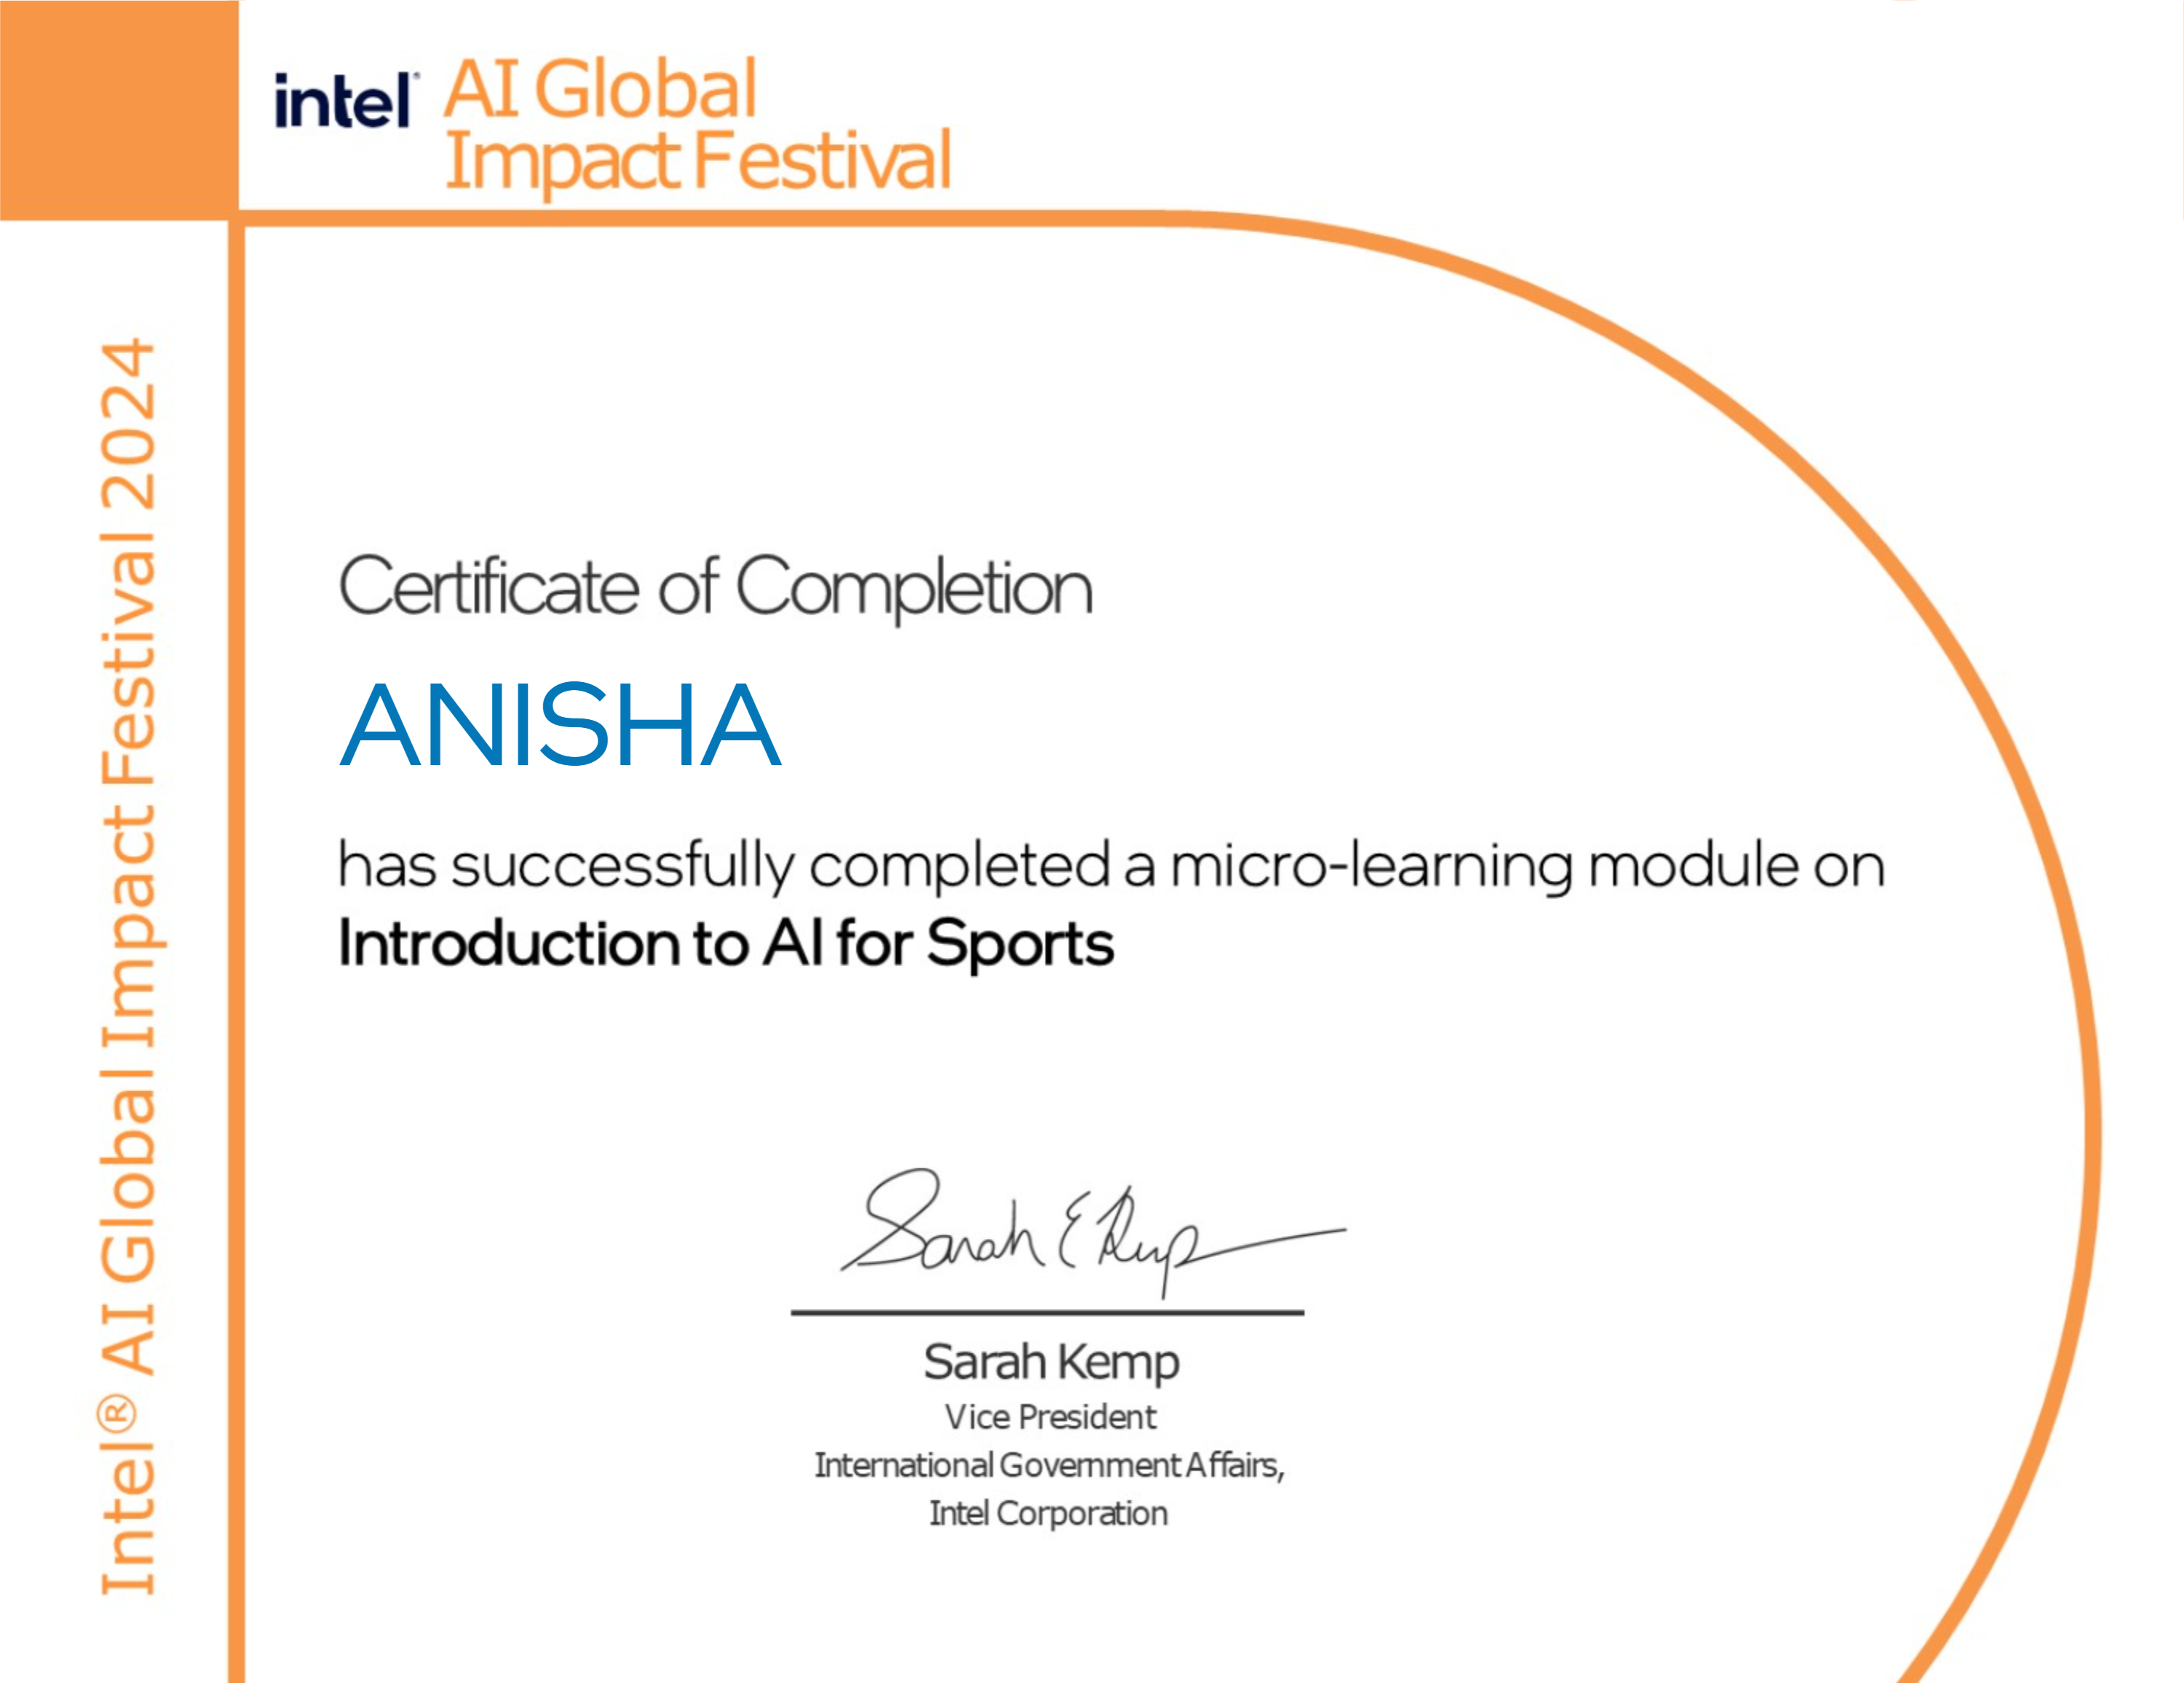 intel
AI Global
Impact Festival
Intel® AI Global Impact Festival 2024
Certificate of Completion
ANISHA
has successfully completed a micro-learning module on
Introduction to AI for Sports
Sarah E Kemp
Sarah Kemp
Vice President
International Government Affairs,
Intel Corporation